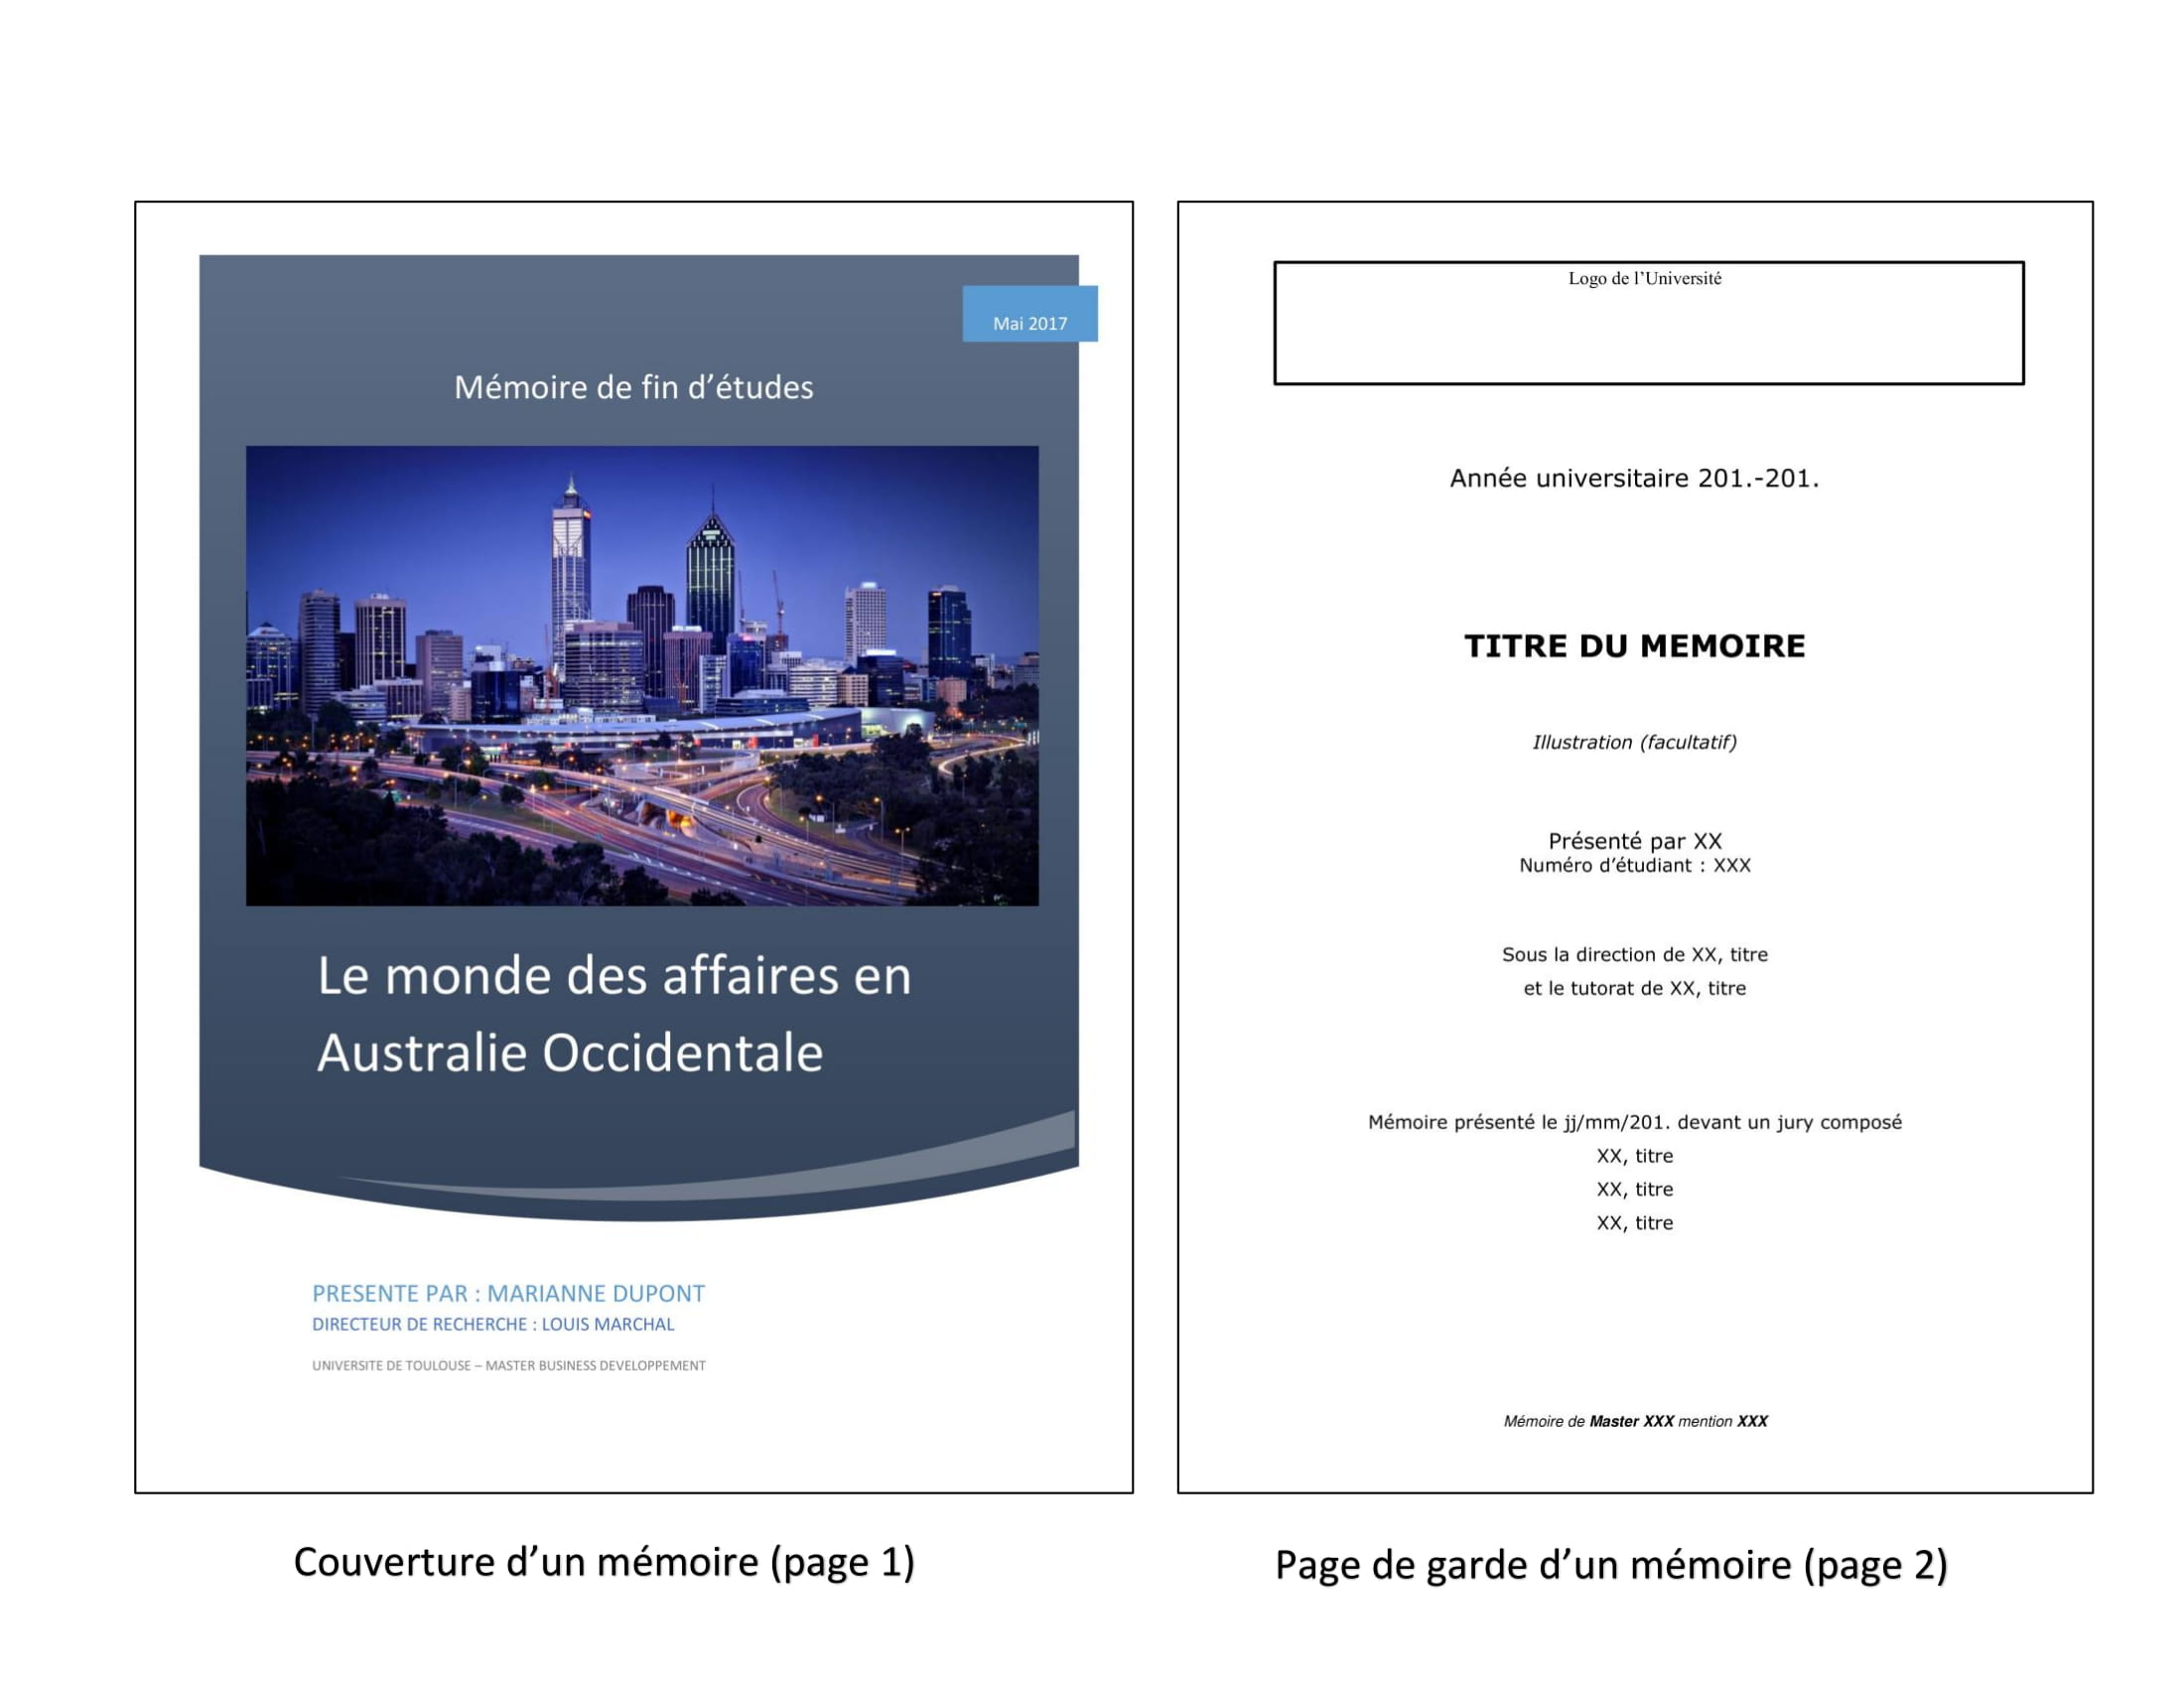 Mai 2017
Mémoire de fin d’études
Le monde des affaires en
Australie Occidentale
PRESENTE PAR : MARIANNE DUPONT
DIRECTEUR DE RECHERCHE : LOUIS MARCHAL
UNIVERSITE DE TOULOUSE – MASTER BUSINESS DEVELOPPEMENT
Couverture d’un mémoire (page 1)
Logo de l’Université
Année universitaire 201.-201.
TITRE DU MEMOIRE
Illustration (facultatif)
Présenté par XX
Numéro d’étudiant : XXX
Sous la direction de XX, titre
et le tutorat de XX, titre
Mémoire présenté le jj/mm/201. devant un jury composé
XX, titre
XX, titre
XX, titre
Mémoire de Master XXX mention XXX
Page de garde d’un mémoire (page 2)